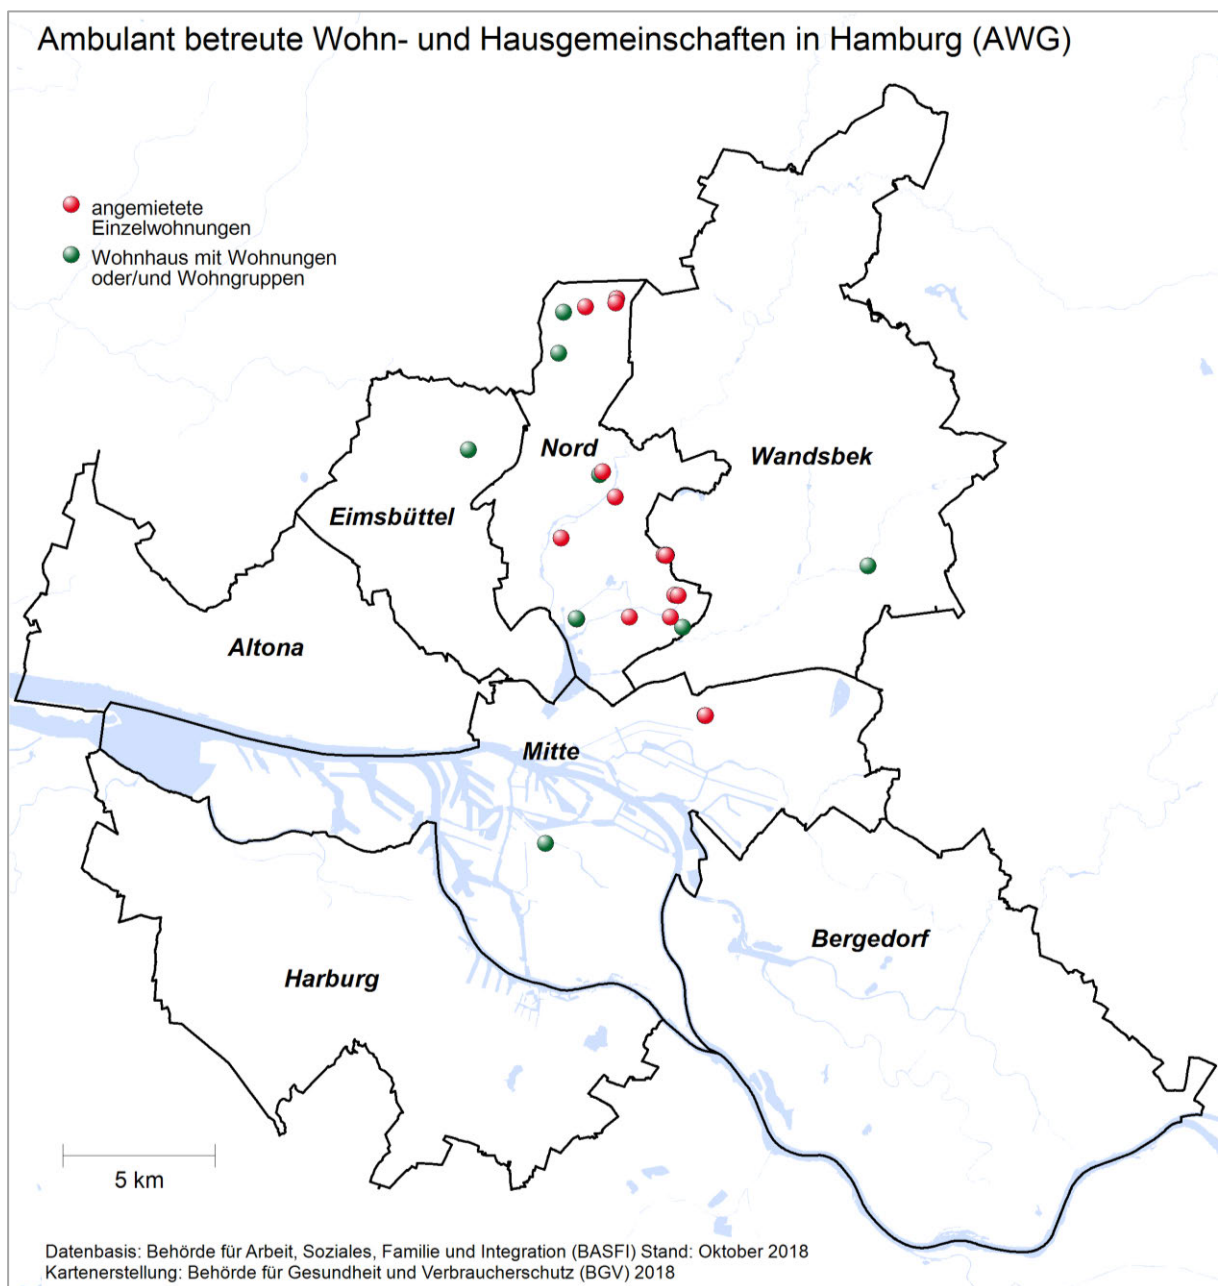 Ambulant betreute Wohn- und Hausgemeinschaften in Hamburg (AWG)
angemietete
Einzelwohnungen
Wohnhaus mit Wohnungen
oder/und Wohngruppen
Nord
Wandsbek
Eimsbüttel
Altona
Mitte
Bergedorf
Harburg
5 km
Datenbasis: Behörde für Arbeit, Soziales, Familie und Integration (BASFI) Stand: Oktober 2018
Kartenerstellung: Behörde für Gesundheit und Verbraucherschutz (BGV) 2018